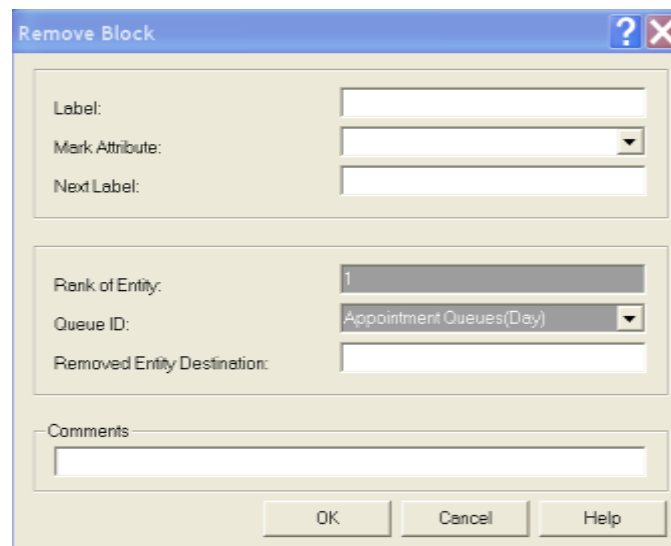 Remove Block
Label:
Mark Attribute:
Next Label:
Rank of Entity: 1
Queue ID: Appointment Queues(Day)
Removed Entity Destination:
Comments
OK Cancel Help